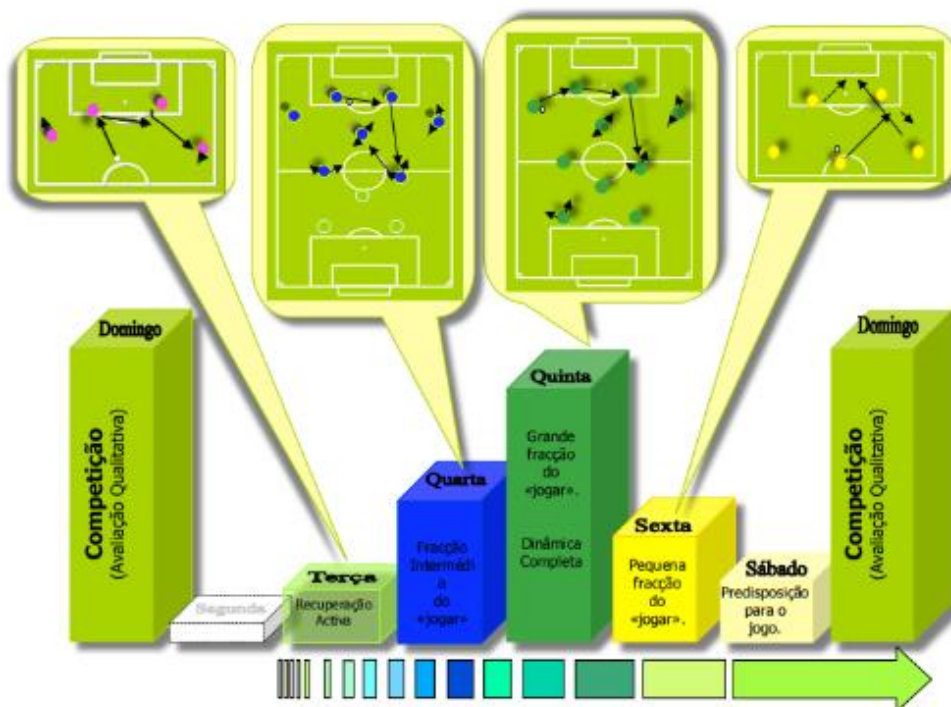 Domingo
Competição
(Avaliação Qualitativa)
Segunda
Terça
Recuperação
Activa
Quarta
Fracção
Intermédi
a
do
«jogar»
Quinta
Grande
fracção
do
«jogar».
Dinâmica
Completa
Sexta
Pequena
fracção
do
«jogar».
Sábado
Predisposição
para o
jogo.
Domingo
Competição
(Avaliação Qualitativa)